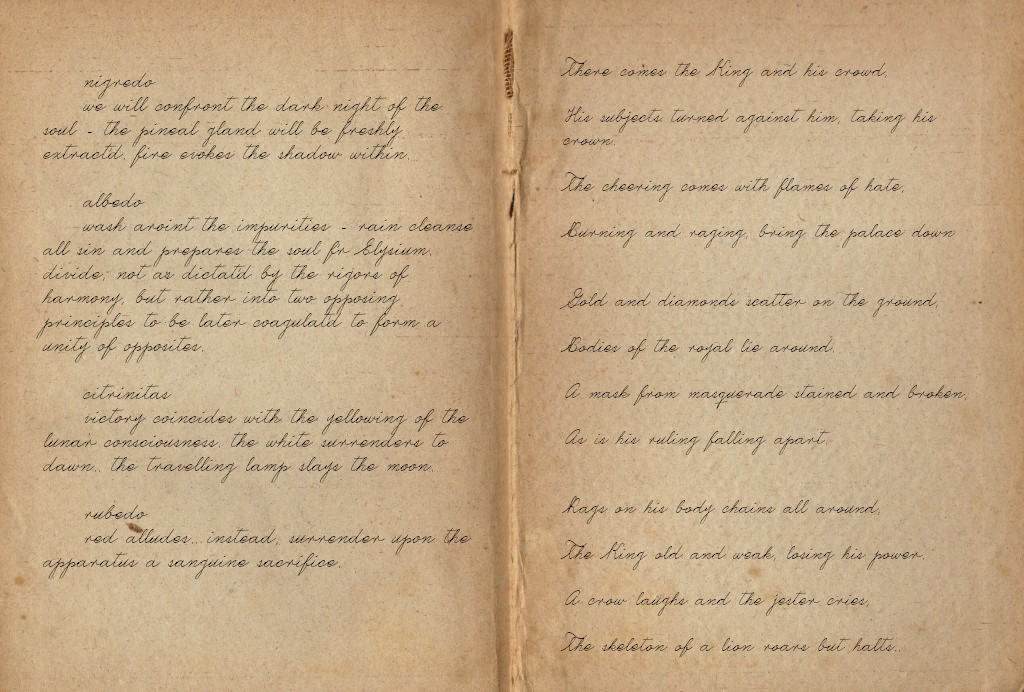 nigredo
we will confront the dark night of the
soul - the pineal gland will be freshly
extractd. fire evokes the shadow within..
albedo
wash aroint the impurities - rain cleanse
all sin and prepares the soul fr Elysium.
divide, not az dictatd by the rigors of
harmony, but rather into two opposing
principles to be later coagulatd to form a
unity of opposites.
citrinitas
victory coincides with the yellowing of the
lunar consciousness. the white surrenders to
dawn.. the travelling lamp slays the moon.
rubedo
red alludes... instead, surrender upon the
apparatus a sanguine sacrifice.
There comes the King and his crowd,
His subjects turned against him, taking his
crown.
The cheering comes with flames of hate,
Burning and raging, bring the palace down
Gold and diamonds scatter on the ground,
Bodies of the royal lie around.
A mask from masquerade stained and broken,
As is his ruling falling apart.
Rags on his body chains all around,
The King old and weak, losing his power.
A crow laughs and the jester cries,
The skeleton of a lion roars but halts..